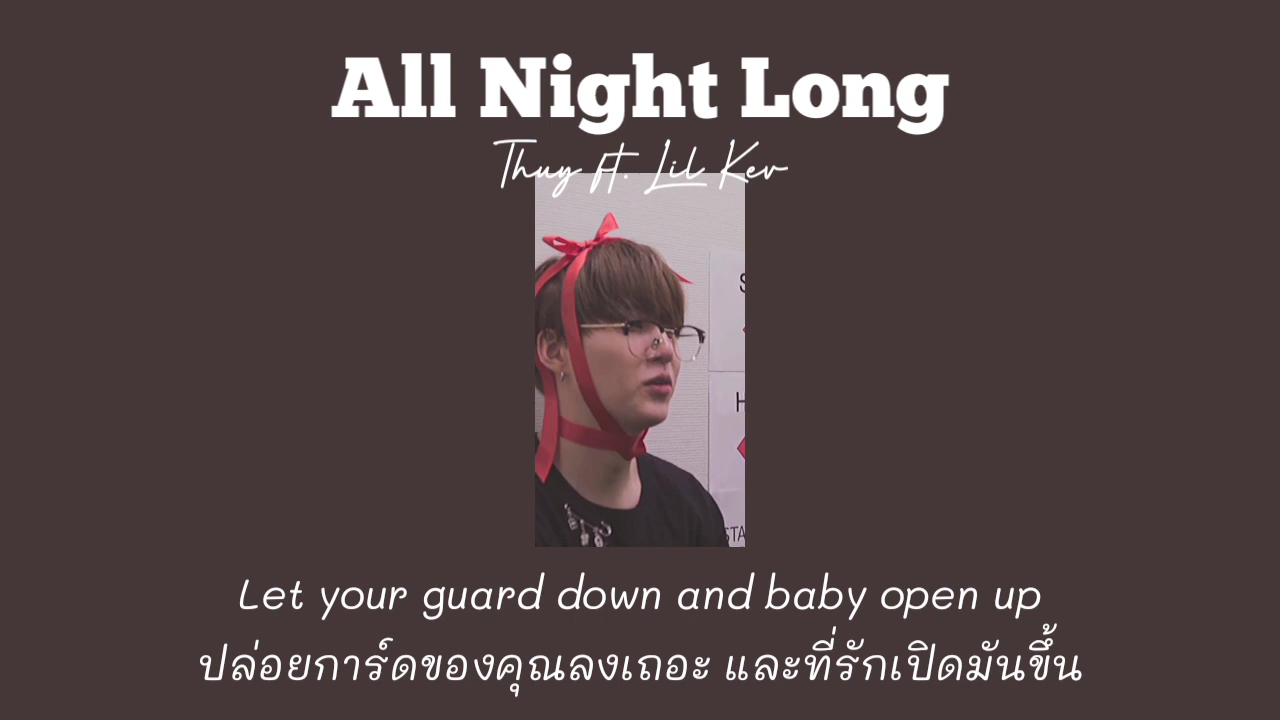 All Night Long
Thuy ft. Lil Kev
S
H
STA
Let your guard down and baby open up
ปล่อยการ์ดของคุณลงเถอะ และที่รักเปิดมันขึ้น